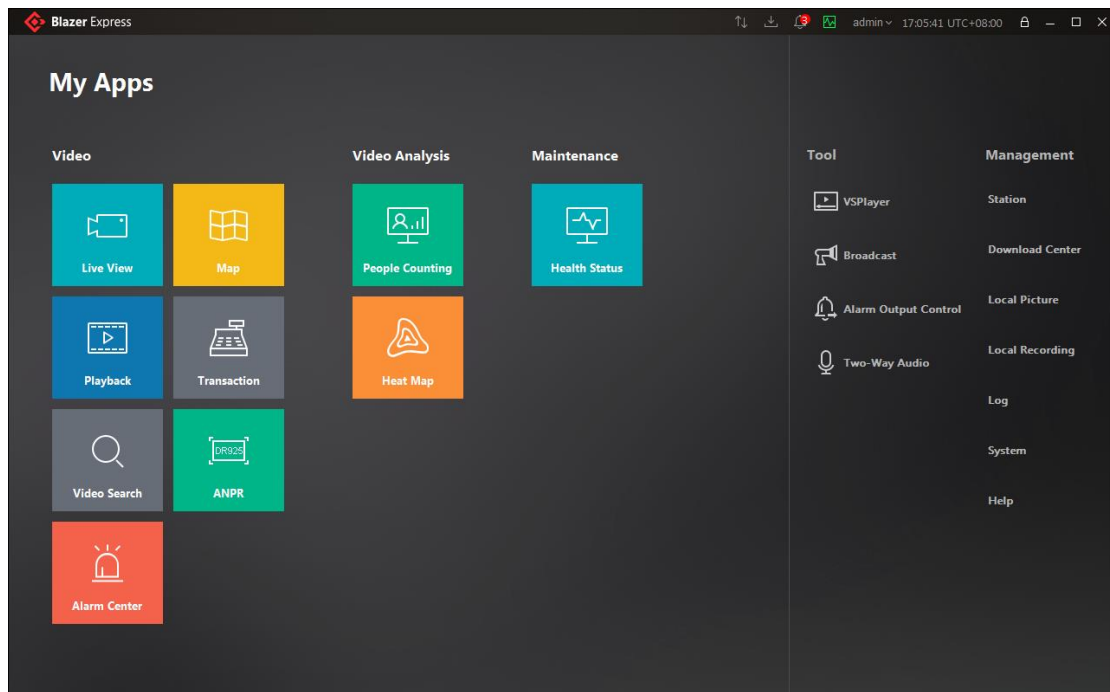 Blazer Express
3
admin 17:05:41 UTC+08:00
My Apps
Video
Live View
Map
Playback
Transaction
Video Search
DR925
ANPR
Alarm Center
Video Analysis
People Counting
Heat Map
Maintenance
Health Status
Tool
VSPlayer
Broadcast
Alarm Output Control
Two-Way Audio
Management
Station
Download Center
Local Picture
Local Recording
Log
System
Help